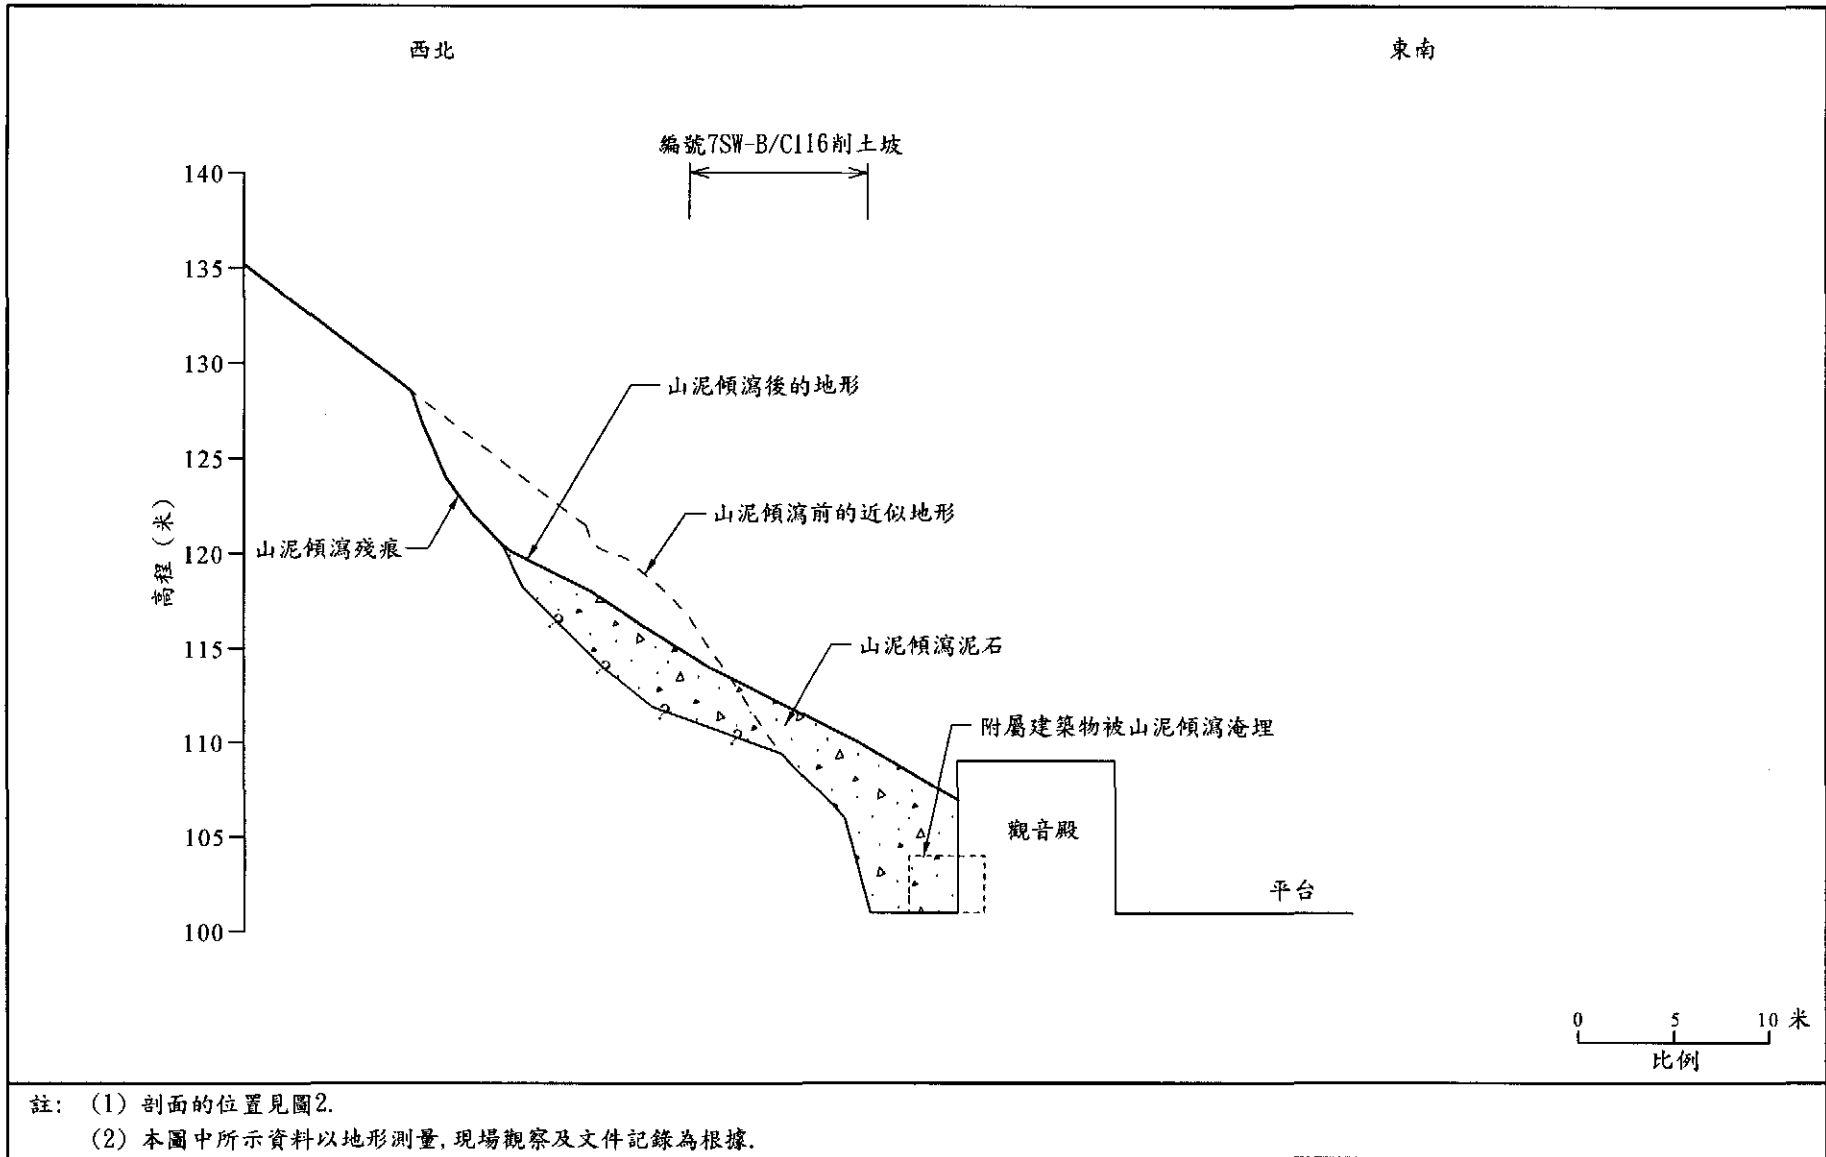 西北
東南
編號7SW-B/C116削土坡
140
135
130
125
120
115
110
105
100
高程(米)
山泥傾瀉後的地形
山泥傾瀉前的近似地形
山泥傾瀉殘痕
山泥傾瀉泥石
附屬建築物被山泥傾瀉淹埋
?
?
?
?
觀音殿
平台
0 5 10 米
比例
註: (1) 剖面的位置見圖2.
(2) 本圖中所示資料以地形測量,現場觀察及文件記錄為根據.